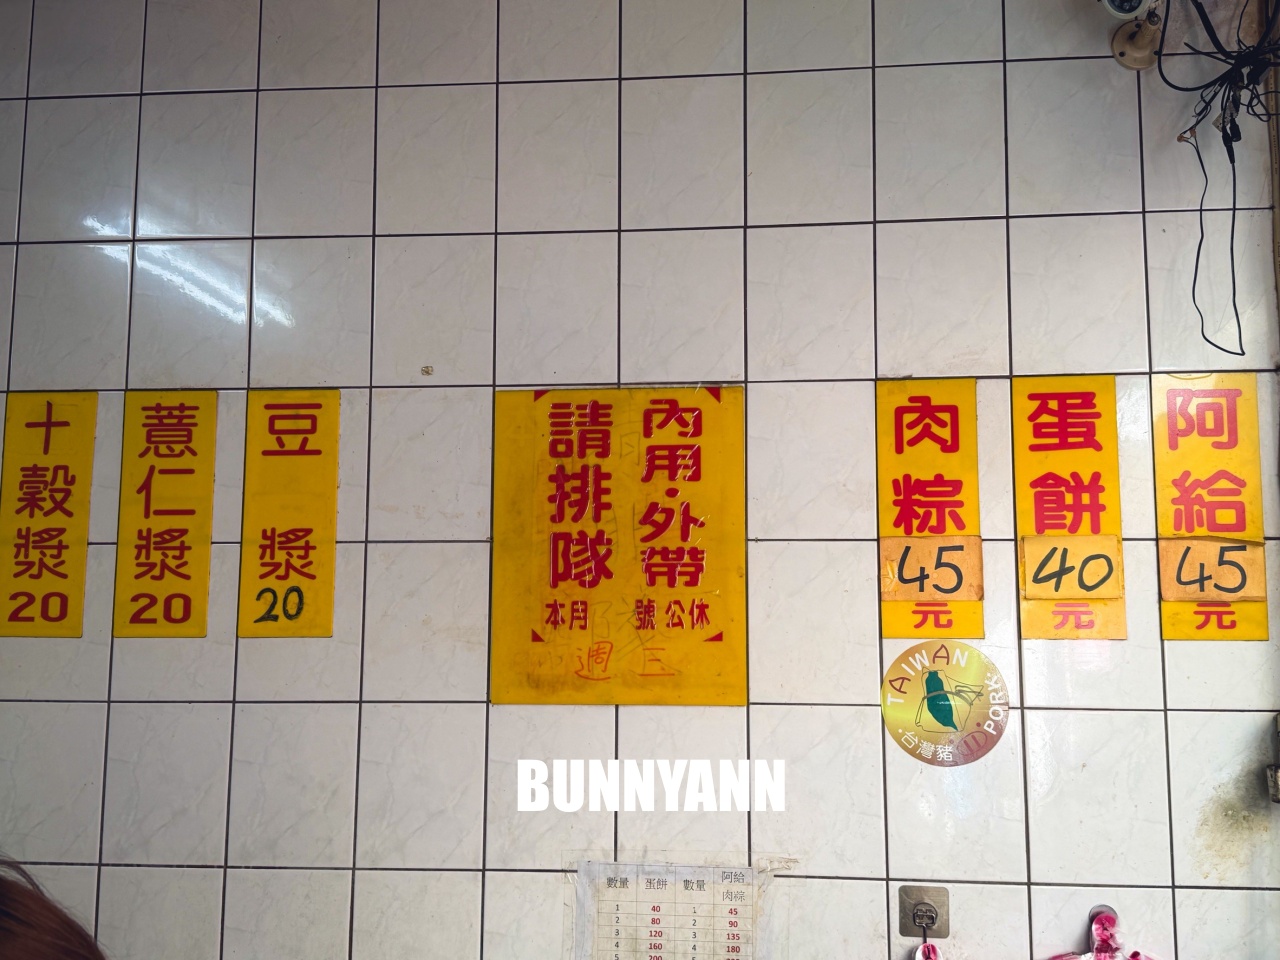 阿給
45
元
蛋餅
40
元
肉粽
45
元
內用·外帶
請排隊
本月 號公休
週三
豆漿
20
薏仁漿
20
十穀漿
20
TAIWAN PORK
台灣豬
BUNNYANN
數量 蛋餅 數量 阿給
肉粽
1 40 1 45
2 80 2 90
3 120 3 135
4 160 4 180
5 200